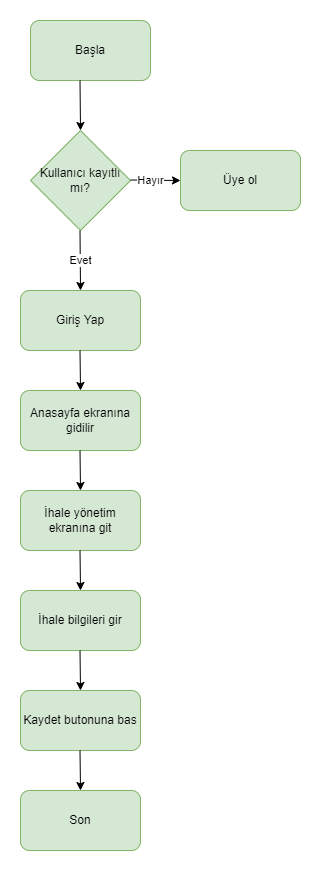 Başla
Kullanıcı kayıtlı
mı?
Hayır
Üye ol
Evet
Giriş Yap
Anasayfa ekranına
gidilir
İhale yönetim
ekranına git
İhale bilgileri gir
Kaydet butonuna bas
Son